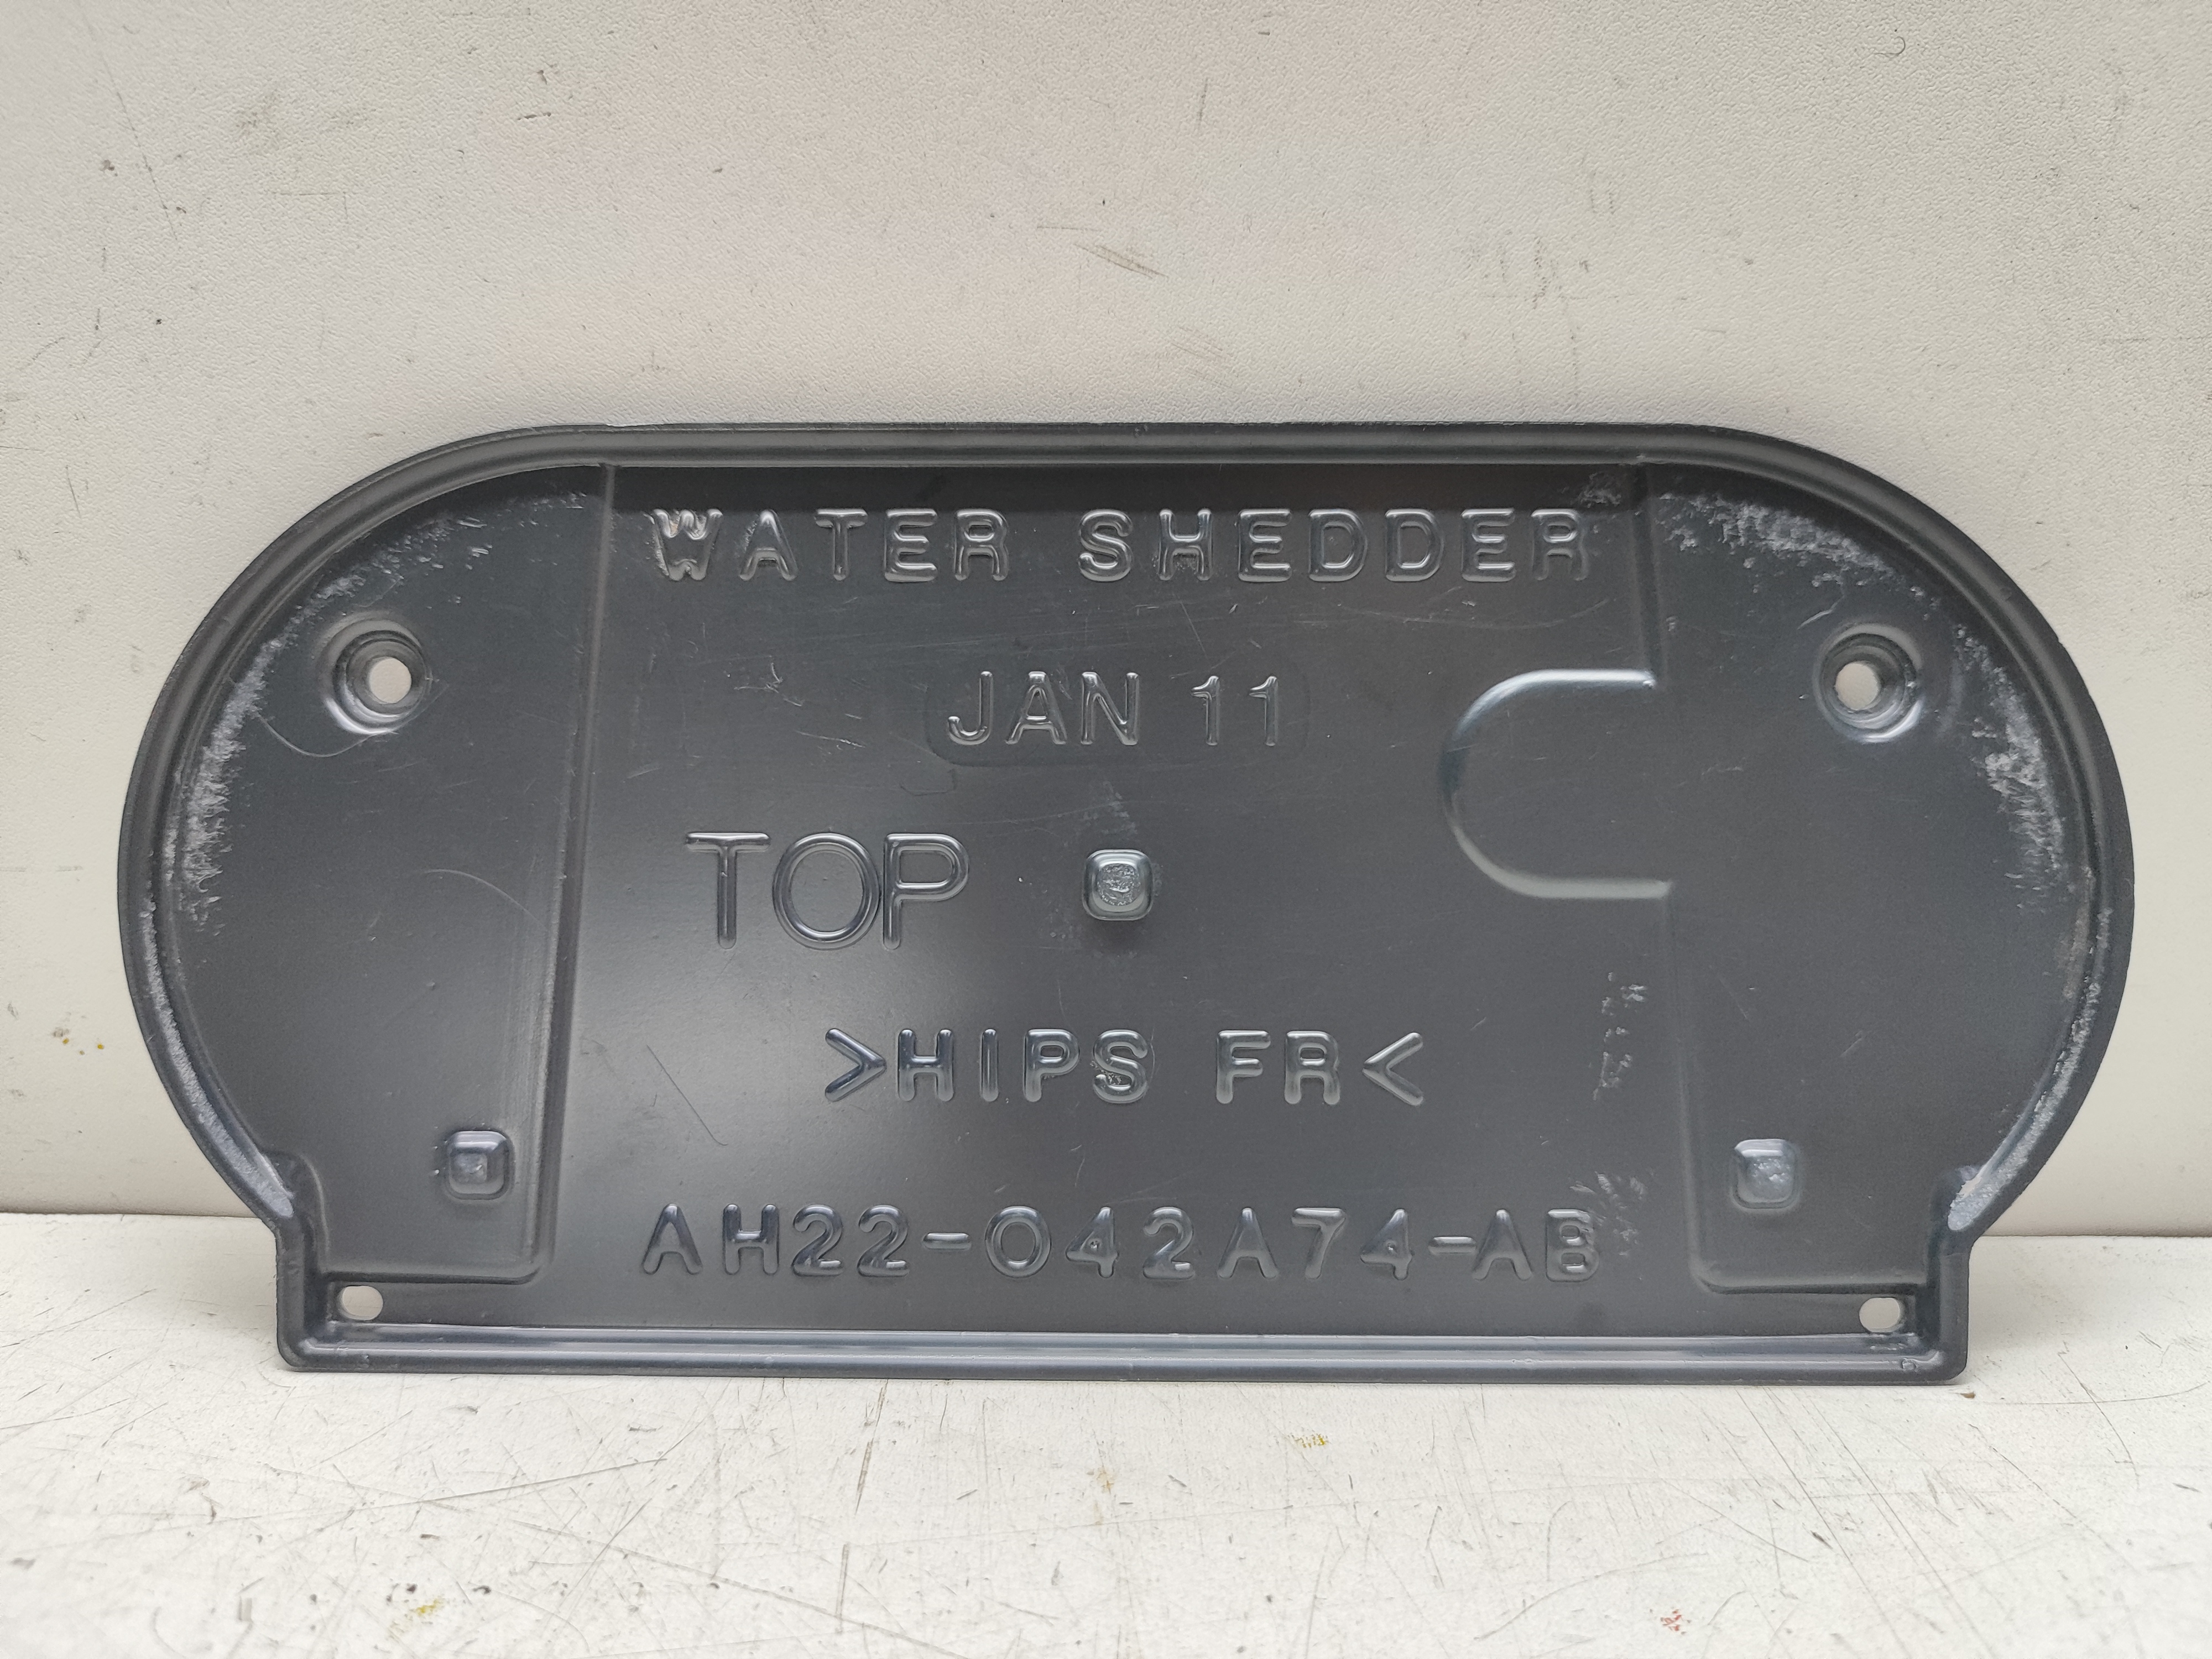 WATER SHEDDER
JAN 11
TOP
>HIPS FR<
AH22-042A74-AB